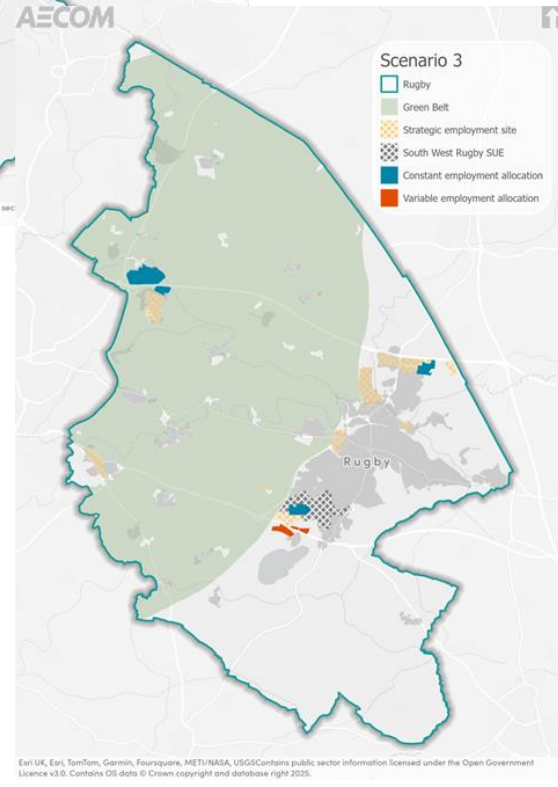 AECOM
Scenario 3
Rugby
Green Belt
Strategic employment site
South West Rugby SUE
Constant employment allocation
Variable employment allocation
sec
Rugby
Esri UK, Esri, TomTom, Garmin, Foursquare, METI/NASA, USGSContains public sector information licensed under the Open Government
Licence v3.0. Contains OS data © Crown copyright and database right 2025.